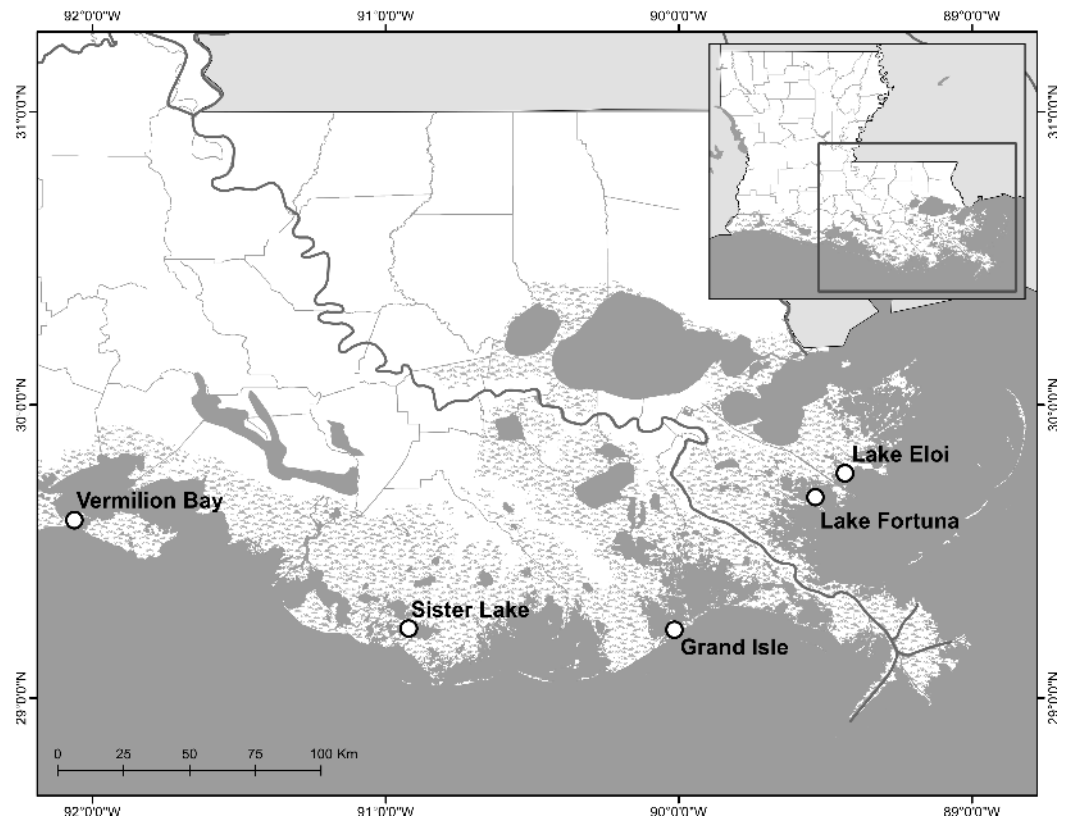 92°0'0"W 91°0'0"W 90°0'0"W 89°0'0"W
31°0'0"N 31°0'0"N
30°0'0"N 30°0'0"N
Lake Eloi
Vermilion Bay
Lake Fortuna
Sister Lake
Grand Isle
29°0'0"N 29°0'0"N
0 25 50 75 100 Km
92°0'0"W 91°0'0"W 90°0'0"W 89°0'0"W